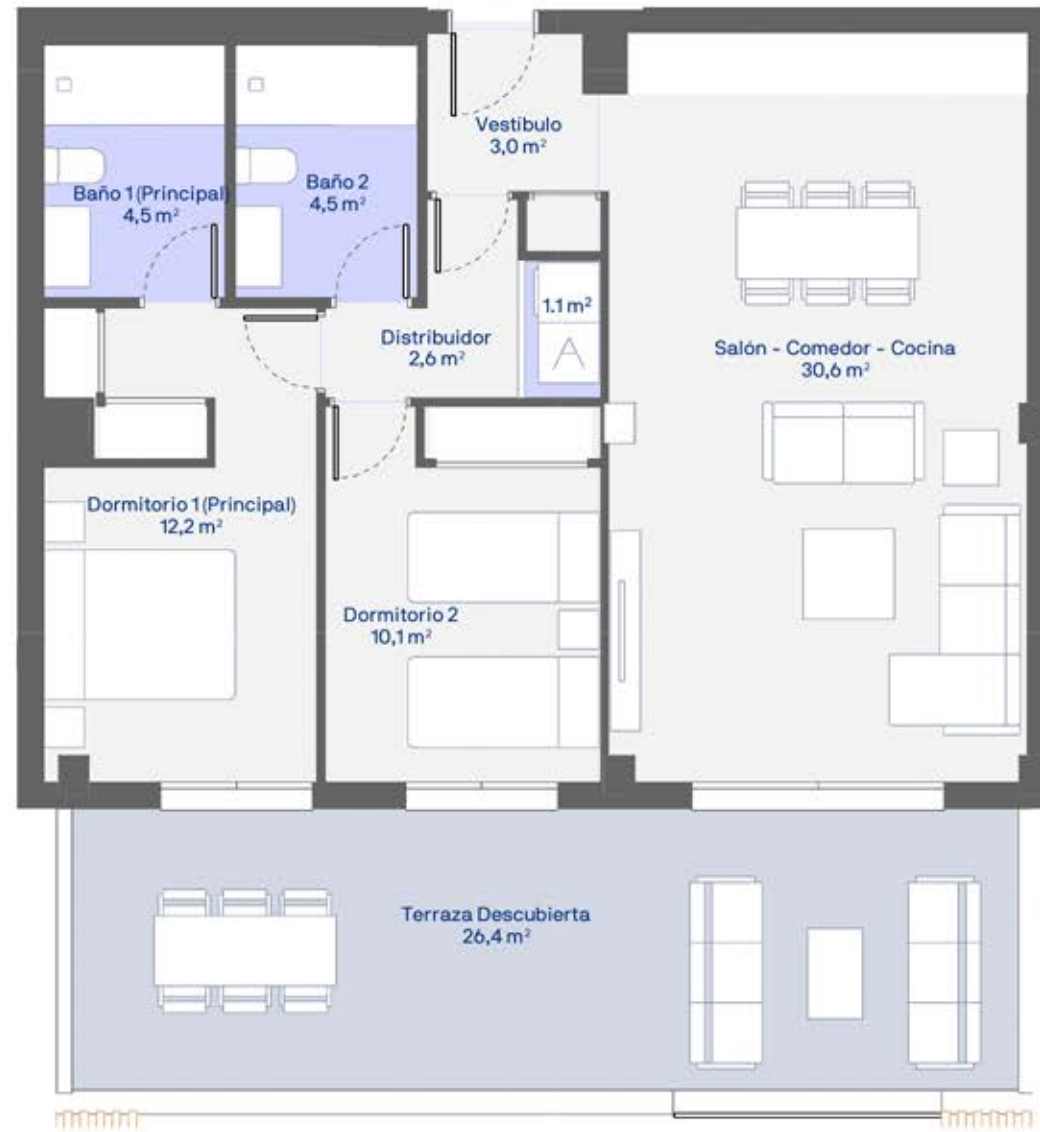 Vestíbulo
3,0 m²
Baño 1 (Principal)
4,5 m²
Baño 2
4,5 m²
1.1 m²
Distribuidor
2,6 m²
A
Salón - Comedor - Cocina
30,6 m²
Dormitorio 1 (Principal)
12,2 m²
Dormitorio 2
10,1 m²
Terraza Descubierta
26,4 m²